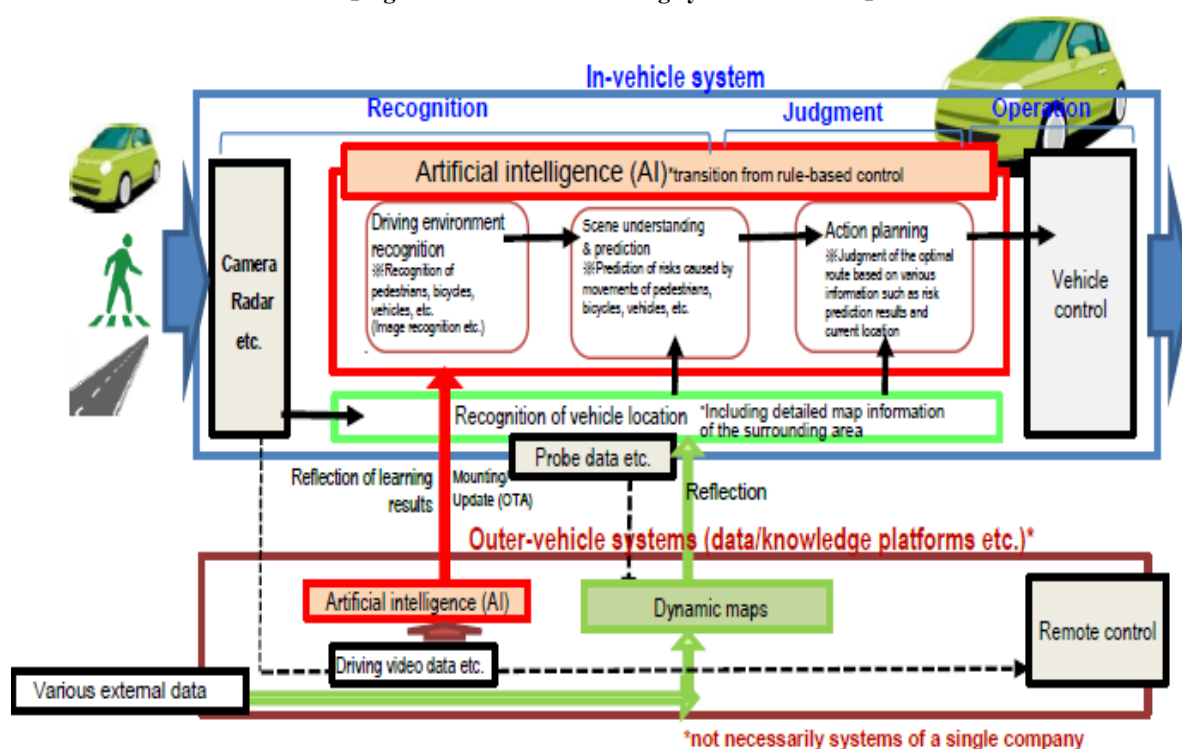 In-vehicle system
Recognition
Judgment
Operation
Artificial intelligence (AI)*transition from rule-based control
Camera
Radar
etc.
Driving environment
recognition
※Recognition of
pedestrians, bicycles,
vehicles, etc.
(Image recognition etc.)
Scene understanding
& prediction
※Prediction of risks caused by
movements of pedestrians,
bicycles, vehicles, etc.
Action planning
※Judgment of the optimal
route based on various
information such as risk
prediction results and
current location
Vehicle
control
Recognition of vehicle location *Including detailed map information
of the surrounding area
Probe data etc.
Reflection of learning
results
Mounting/
Update (OTA)
Reflection
Outer-vehicle systems (data/knowledge platforms etc.)*
Artificial intelligence (AI)
Dynamic maps
Remote control
Driving video data etc.
Various external data
*not necessarily systems of a single company